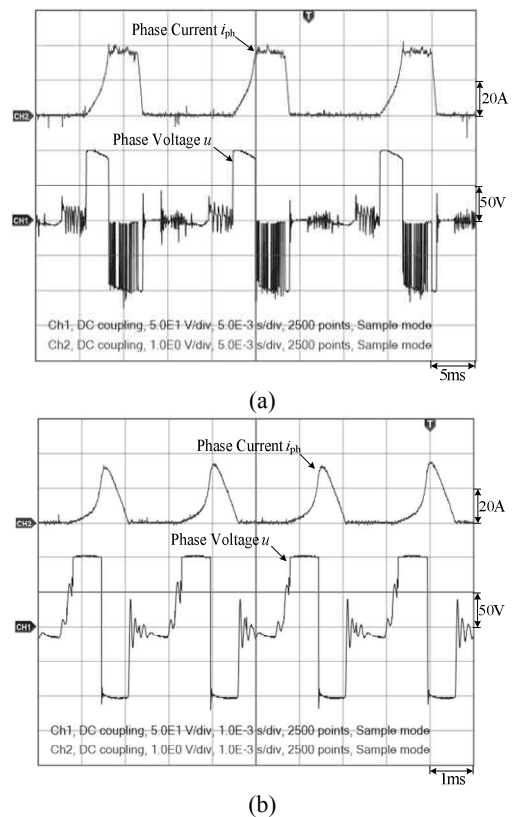 T
Phase Current iph
20A
CH2
Phase Voltage u
50V
CH1
Ch1, DC coupling, 5.0E1 V/div, 5.0E-3 s/div, 2500 points, Sample mode
Ch2, DC coupling, 1.0E0 V/div, 5.0E-3 s/div, 2500 points, Sample mode
5ms
(a)
T
Phase Current iph
20A
CH2
Phase Voltage u
50V
CH1
Ch1, DC coupling, 5.0E1 V/div, 1.0E-3 s/div, 2500 points, Sample mode
Ch2, DC coupling, 1.0E0 V/div, 1.0E-3 s/div, 2500 points, Sample mode
1ms
(b)